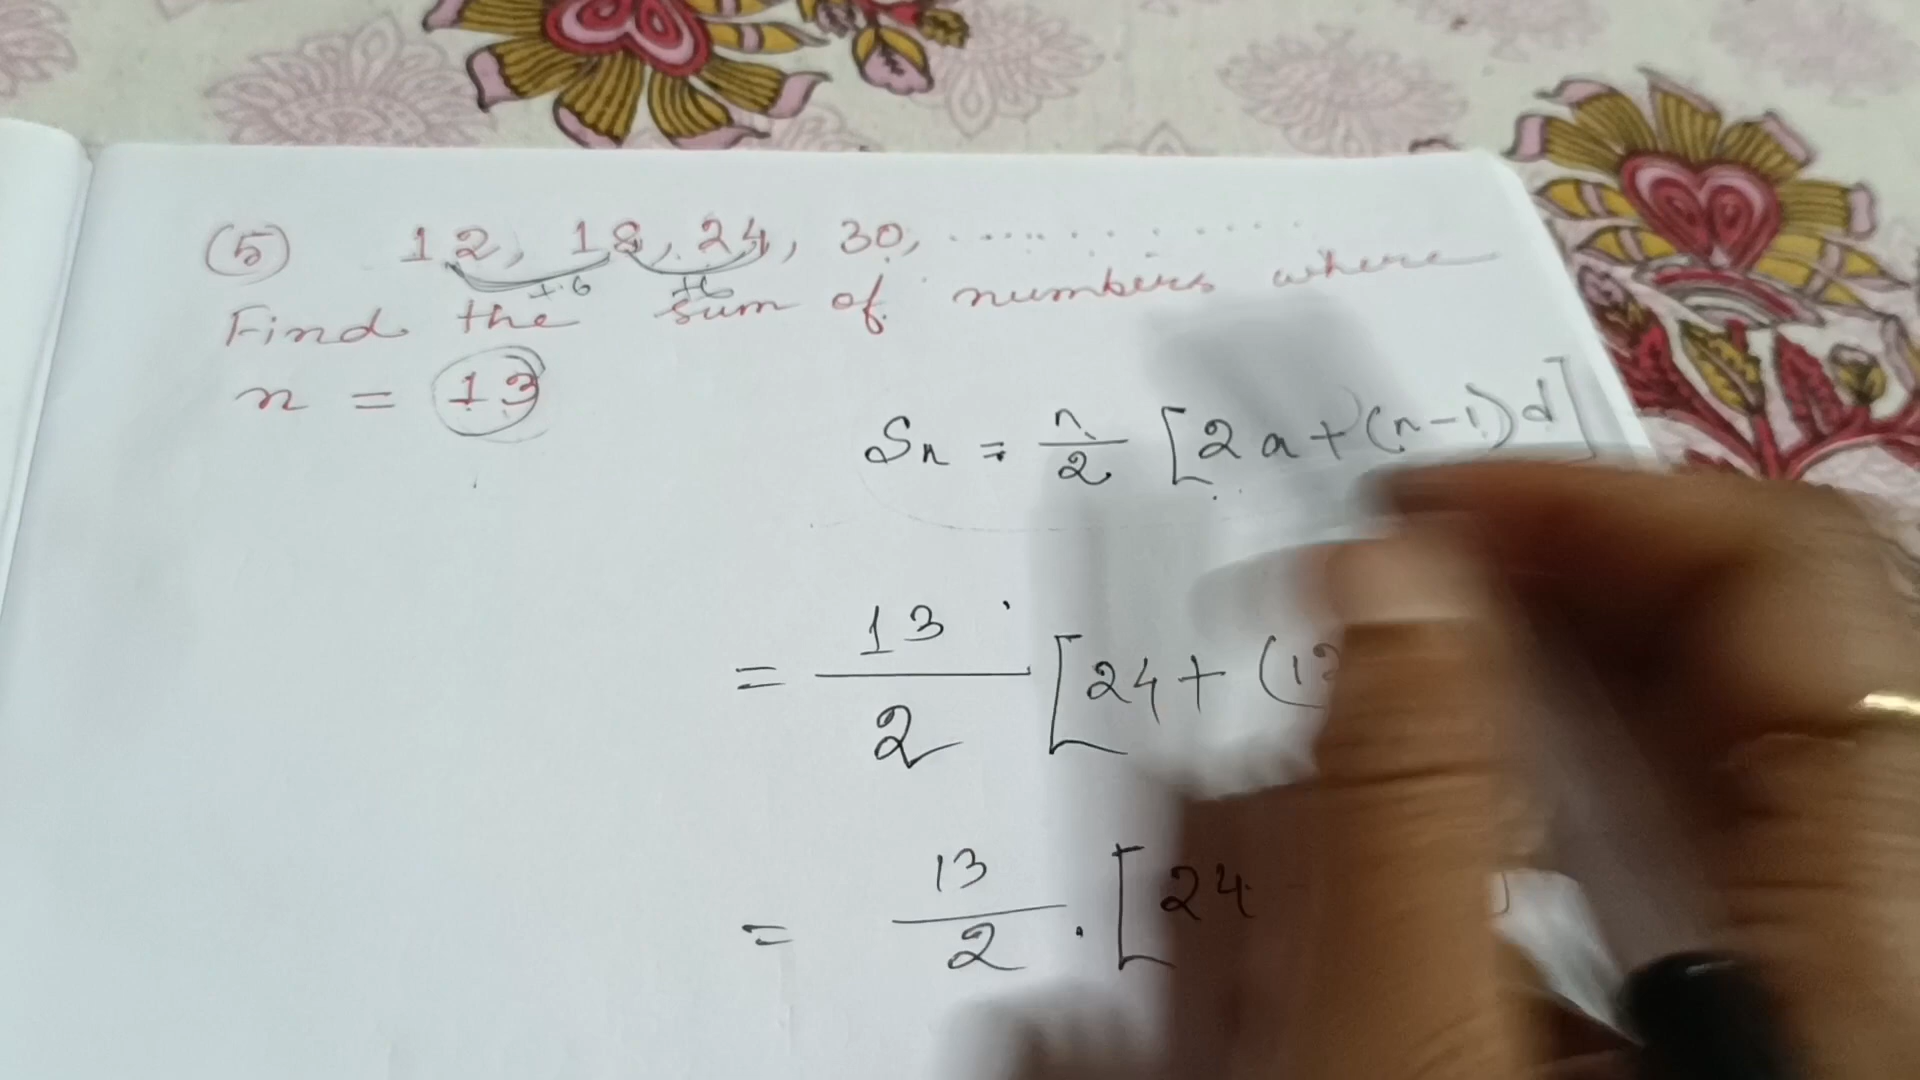 (5) 12, 18, 24, 30, ..............
+6 +6
Find the sum of numbers where
n = 13
Sn = n/2 [2a+(n-1)d]
= 13/2 [24+(12
= 13/2 . [24